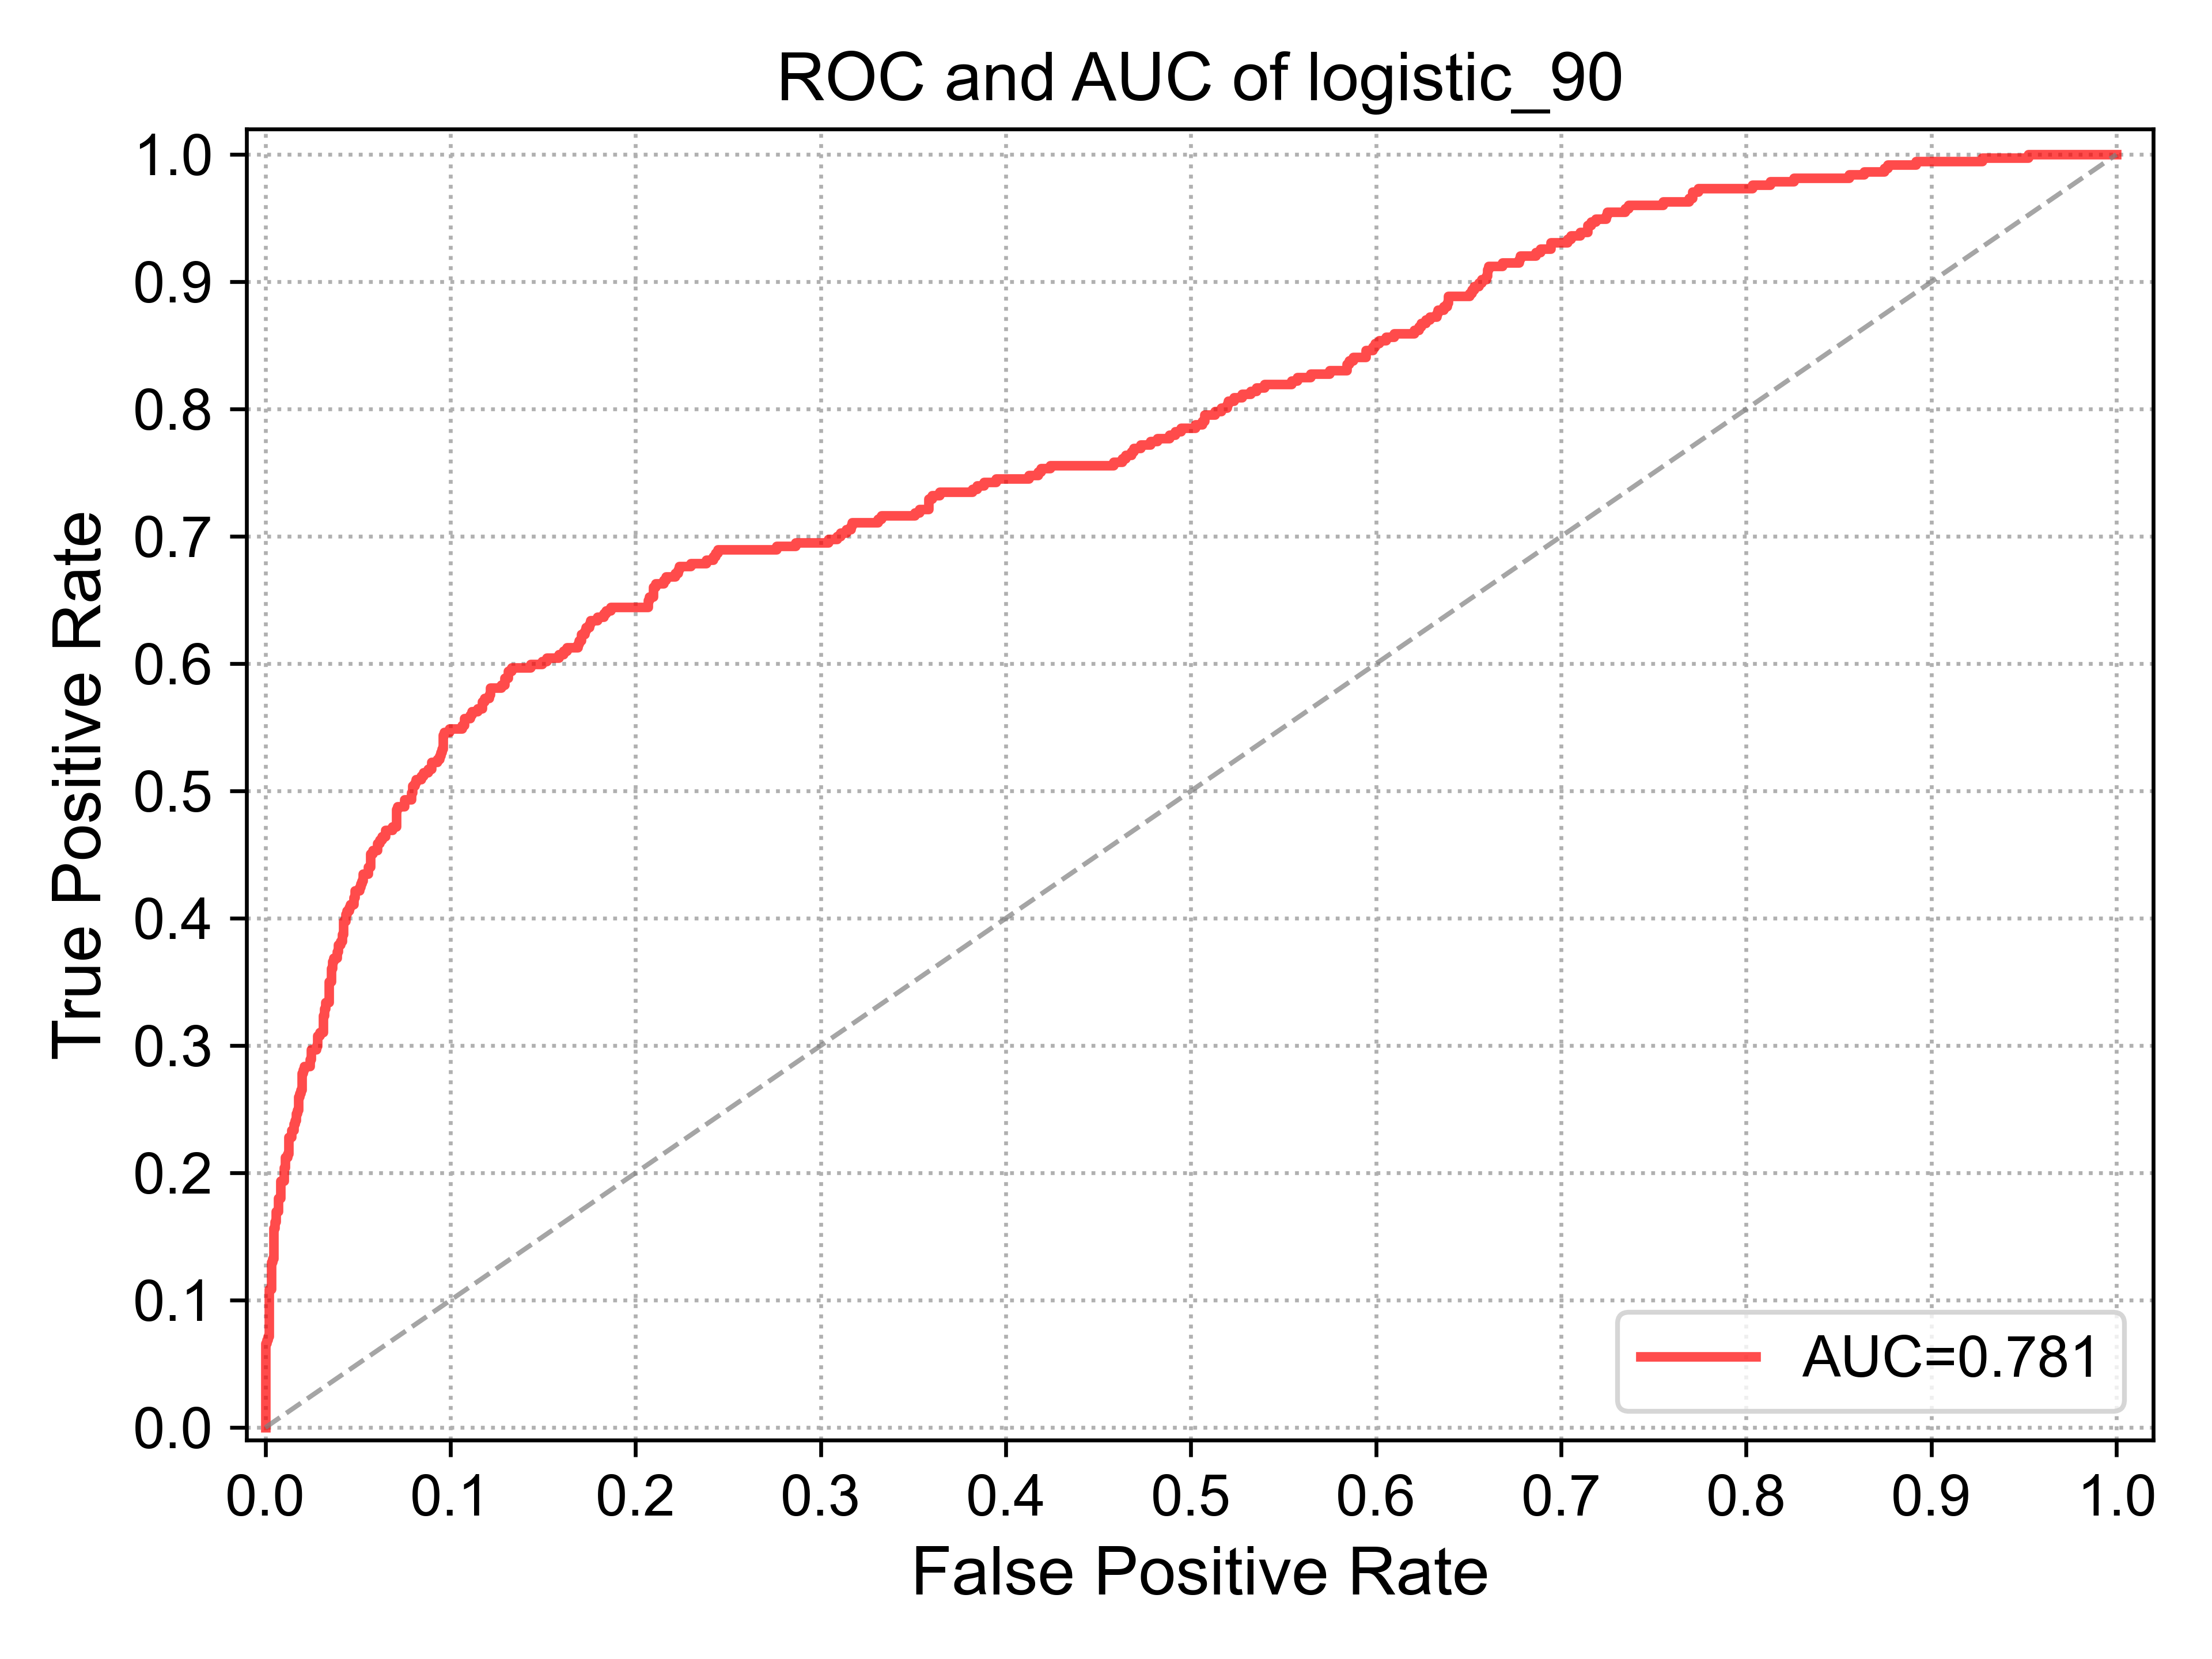 ROC and AUC of logistic_90
True Positive Rate
1.0
0.9
0.8
0.7
0.6
0.5
0.4
0.3
0.2
0.1
0.0
AUC=0.781
0.0 0.1 0.2 0.3 0.4 0.5 0.6 0.7 0.8 0.9 1.0
False Positive Rate